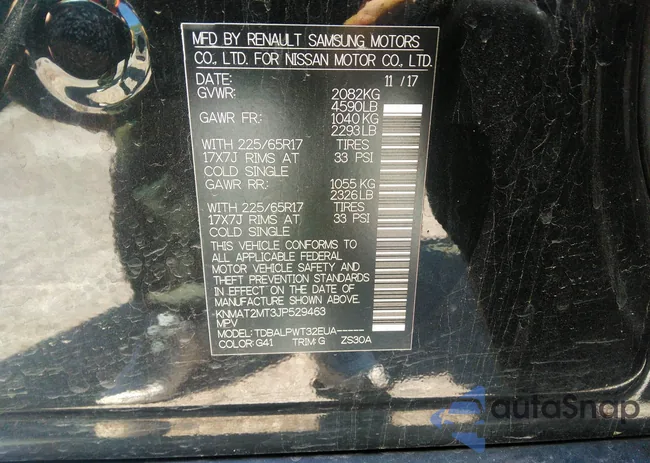 MFD BY RENAULT SAMSUNG MOTORS
CO., LTD. FOR NISSAN MOTOR CO., LTD.
DATE: 11 / 17
GVWR: 2082KG
4590LB
GAWR FR: 1040 KG
2293 LB
WITH 225/65R17 TIRES
17X7J RIMS AT 33 PSI
COLD SINGLE
GAWR RR: 1055 KG
2326 LB
WITH 225/65R17 TIRES
17X7J RIMS AT 33 PSI
COLD SINGLE
THIS VEHICLE CONFORMS TO
ALL APPLICABLE FEDERAL
MOTOR VEHICLE SAFETY AND
THEFT PREVENTION STANDARDS
IN EFFECT ON THE DATE OF
MANUFACTURE SHOWN ABOVE.
KNMAT2MT3JP529463
MPV
MODEL: TDBALPWT32EUA-----
COLOR: G41 TRIM: G ZS30A
autoSnap